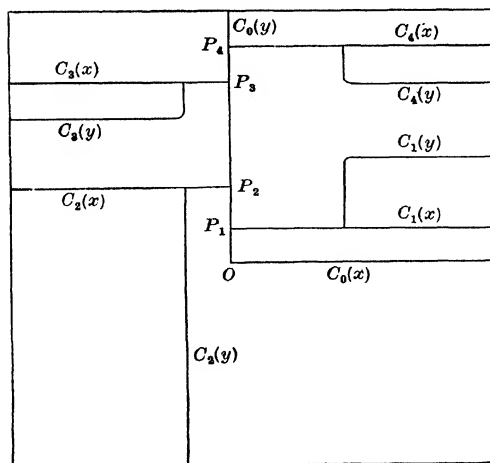 C₀(y)
P₄ C₄(x)
C₃(x) P₃
C₄(y)
C₃(y)
C₁(y)
C₂(x) P₂
P₁ C₁(x)
O C₀(x)
C₂(y)